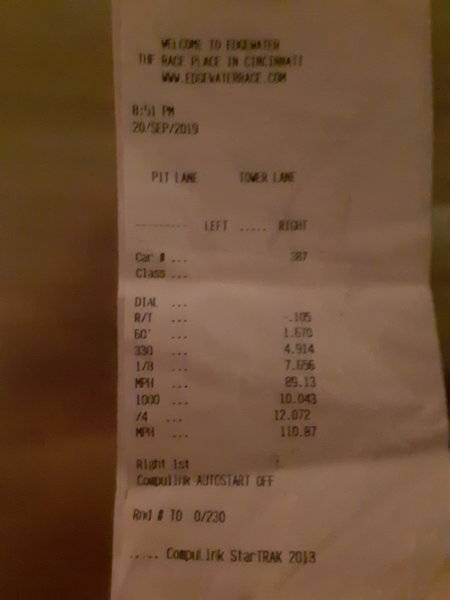 WELCOME TO EDGEWATER
THE RACE PLACE IN CINCINNATI
WWW.EDGEWATERRACE.COM
8:51 PM
20/SEP/2019
PIT LANE TOWER LANE
--------- LEFT ..... RIGHT
Car # ... 387
Class ...
DIAL ...
R/T ... -.105
60' ... 1.670
330 ... 4.914
1/8 ... 7.656
MPH ... 89.13
1000 ... 10.043
/4 ... 12.072
MPH ... 110.87
Right 1st
Compulink AUTOSTART OFF
Rnd # TO 0/230
..... CompuLink StarTRAK 2013